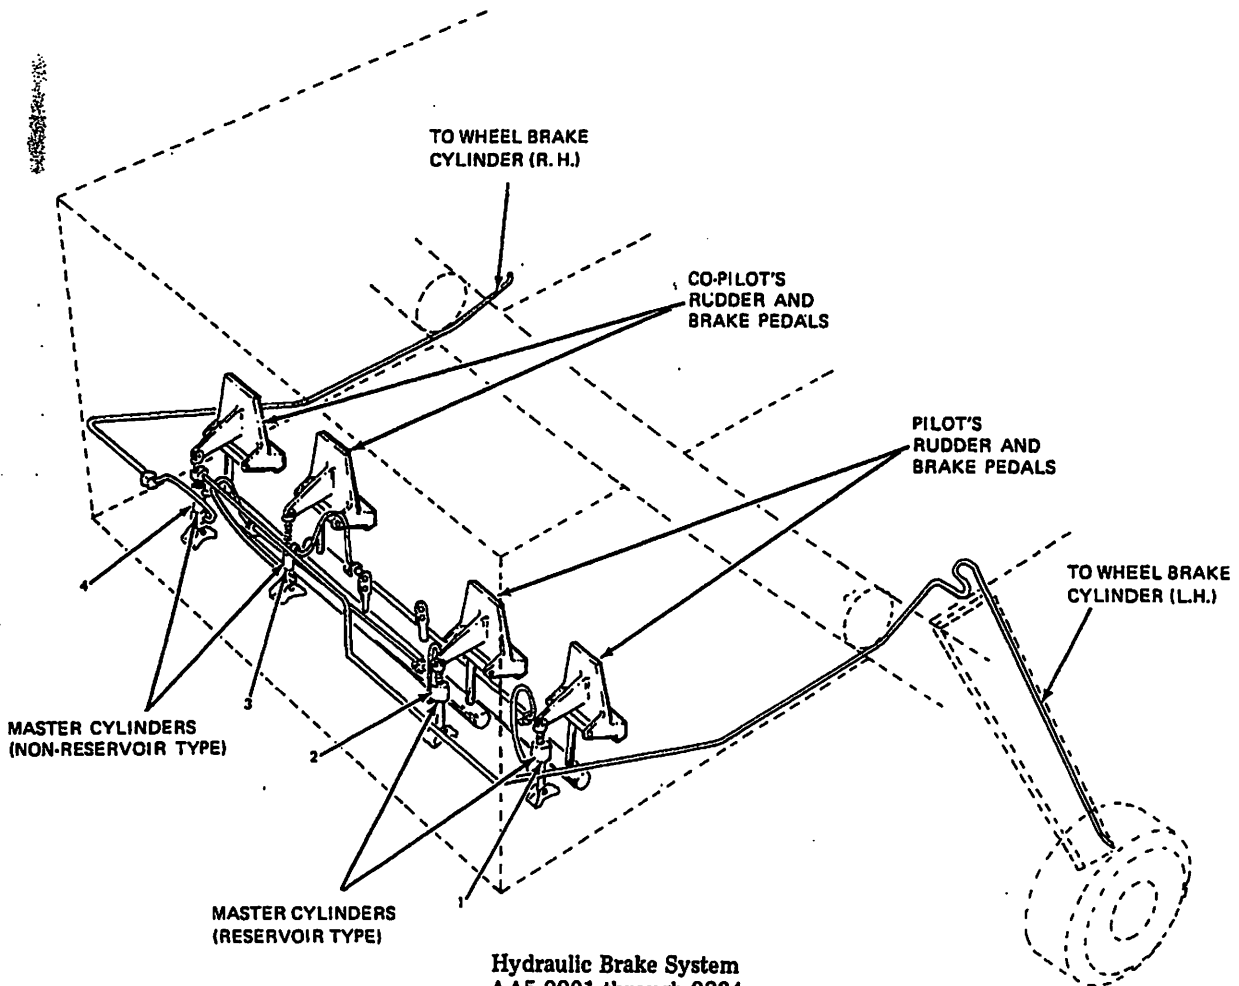 TO WHEEL BRAKE
CYLINDER (R.H.)
CO-PILOT'S
RUDDER AND
BRAKE PEDALS
PILOT'S
RUDDER AND
BRAKE PEDALS
TO WHEEL BRAKE
CYLINDER (L.H.)
4
3
MASTER CYLINDERS
(NON-RESERVOIR TYPE)
2
1
MASTER CYLINDERS
(RESERVOIR TYPE)
Hydraulic Brake System
through